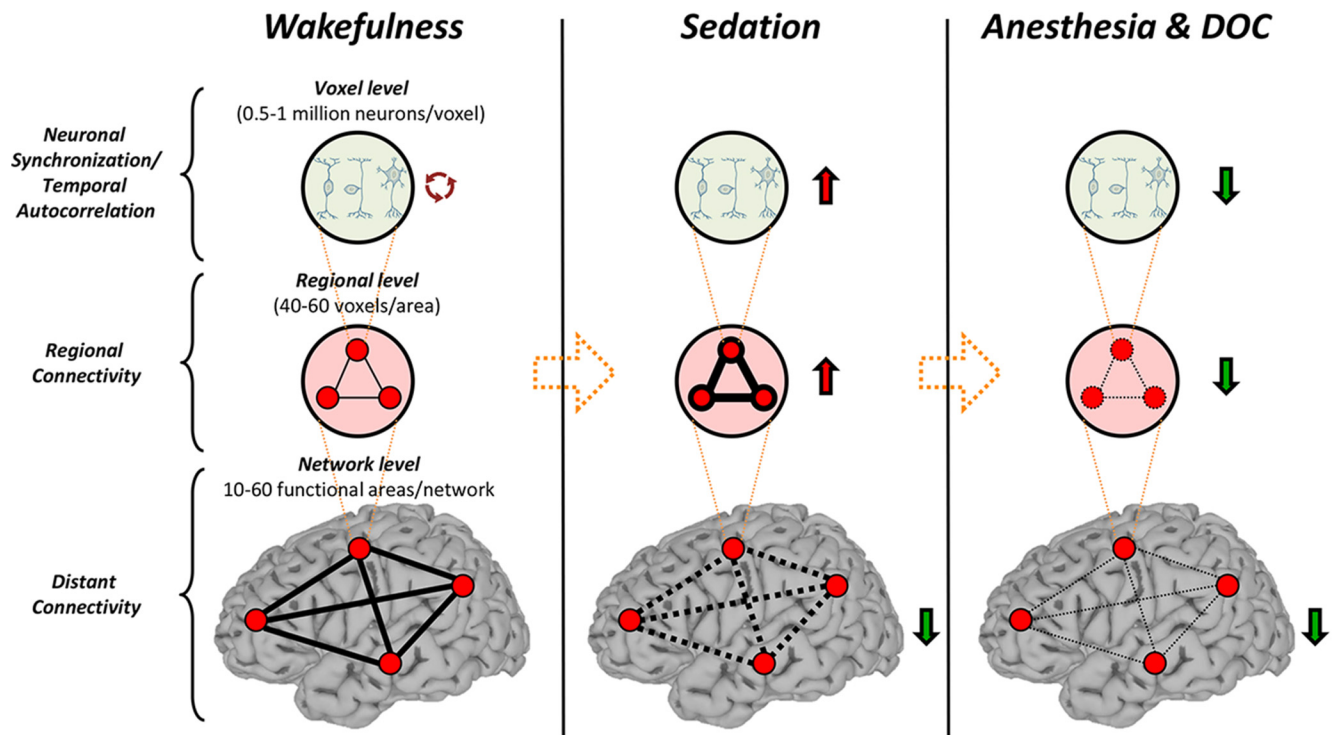 Wakefulness
Sedation
Anesthesia & DOC
Neuronal
Synchronization/
Temporal
Autocorrelation
Voxel level
(0.5-1 million neurons/voxel)
Regional
Connectivity
Regional level
(40-60 voxels/area)
Distant
Connectivity
Network level
10-60 functional areas/network